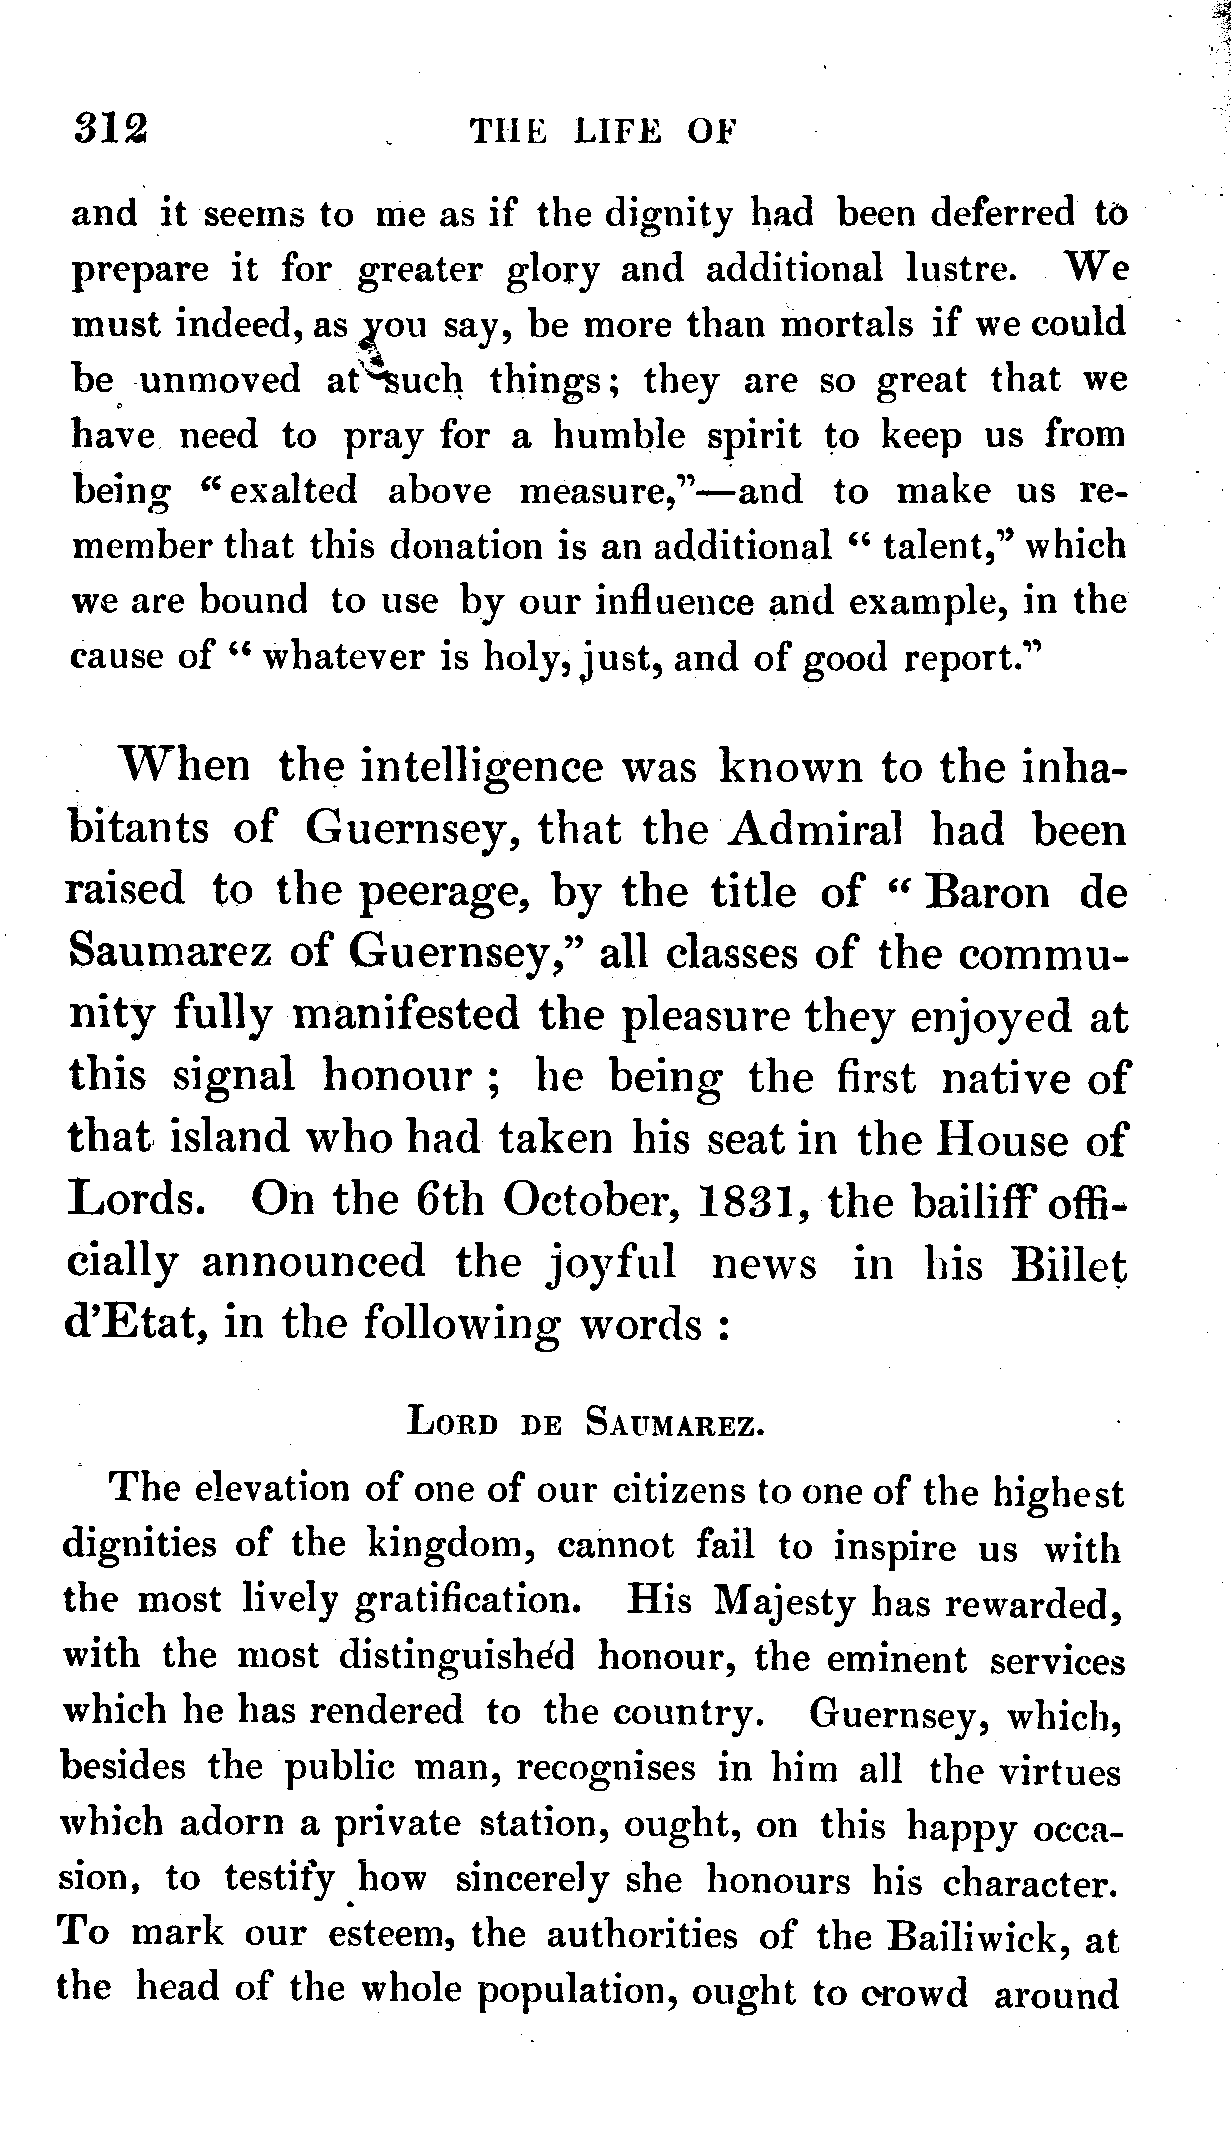 312 THE LIFE OF
and it seems to me as if the dignity had been deferred to
prepare it for greater glory and additional lustre. We
must indeed, as you say, be more than mortals if we could
be unmoved at such things; they are so great that we
have need to pray for a humble spirit to keep us from
being “exalted above measure,”—and to make us re-
member that this donation is an additional “ talent,” which
we are bound to use by our influence and example, in the
cause of “ whatever is holy, just, and of good report.”
When the intelligence was known to the inha-
bitants of Guernsey, that the Admiral had been
raised to the peerage, by the title of “ Baron de
Saumarez of Guernsey,” all classes of the commu-
nity fully manifested the pleasure they enjoyed at
this signal honour ; he being the first native of
that island who had taken his seat in the House of
Lords. On the 6th October, 1831, the bailiff offi-
cially announced the joyful news in his Billet
d’Etat, in the following words :
Lord de Saumarez.
The elevation of one of our citizens to one of the highest
dignities of the kingdom, cannot fail to inspire us with
the most lively gratification. His Majesty has rewarded,
with the most distinguished honour, the eminent services
which he has rendered to the country. Guernsey, which,
besides the public man, recognises in him all the virtues
which adorn a private station, ought, on this happy occa-
sion, to testify how sincerely she honours his character.
To mark our esteem, the authorities of the Bailiwick, at
the head of the whole population, ought to crowd around